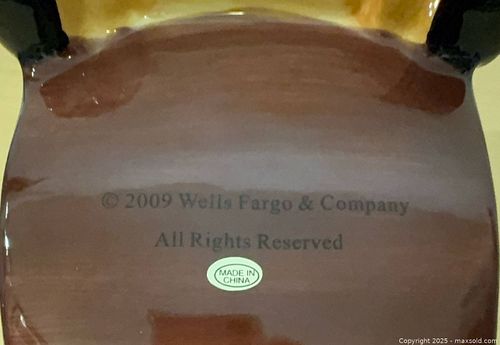 © 2009 Wells Fargo & Company
All Rights Reserved
MADE IN
CHINA
Copyright 2025 - maxsold.com